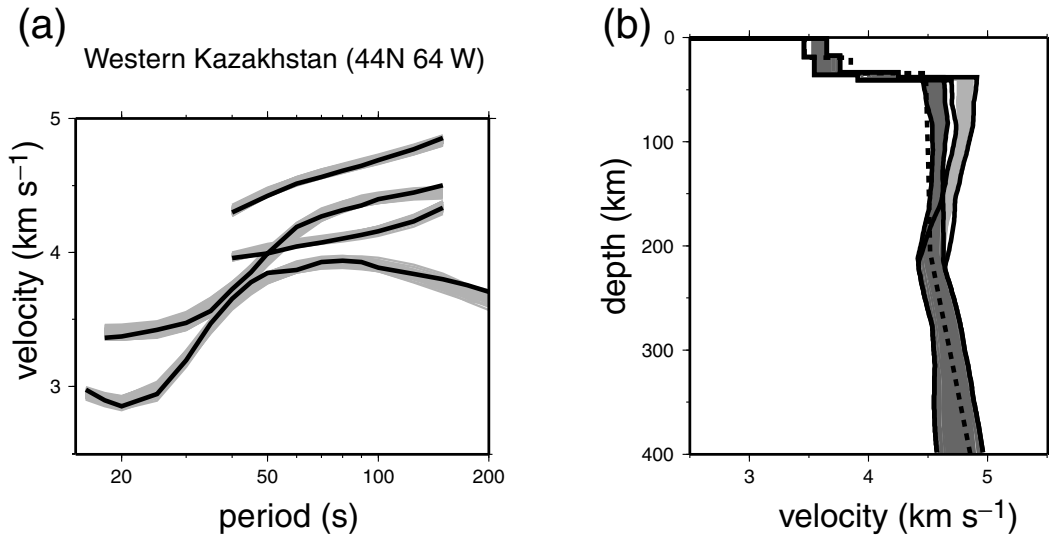 (a)
Western Kazakhstan (44N 64 W)
velocity (km s−1)
5
4
3
20
50
100
200
period (s)
(b)
depth (km)
0
100
200
300
400
3
4
5
velocity (km s−1)